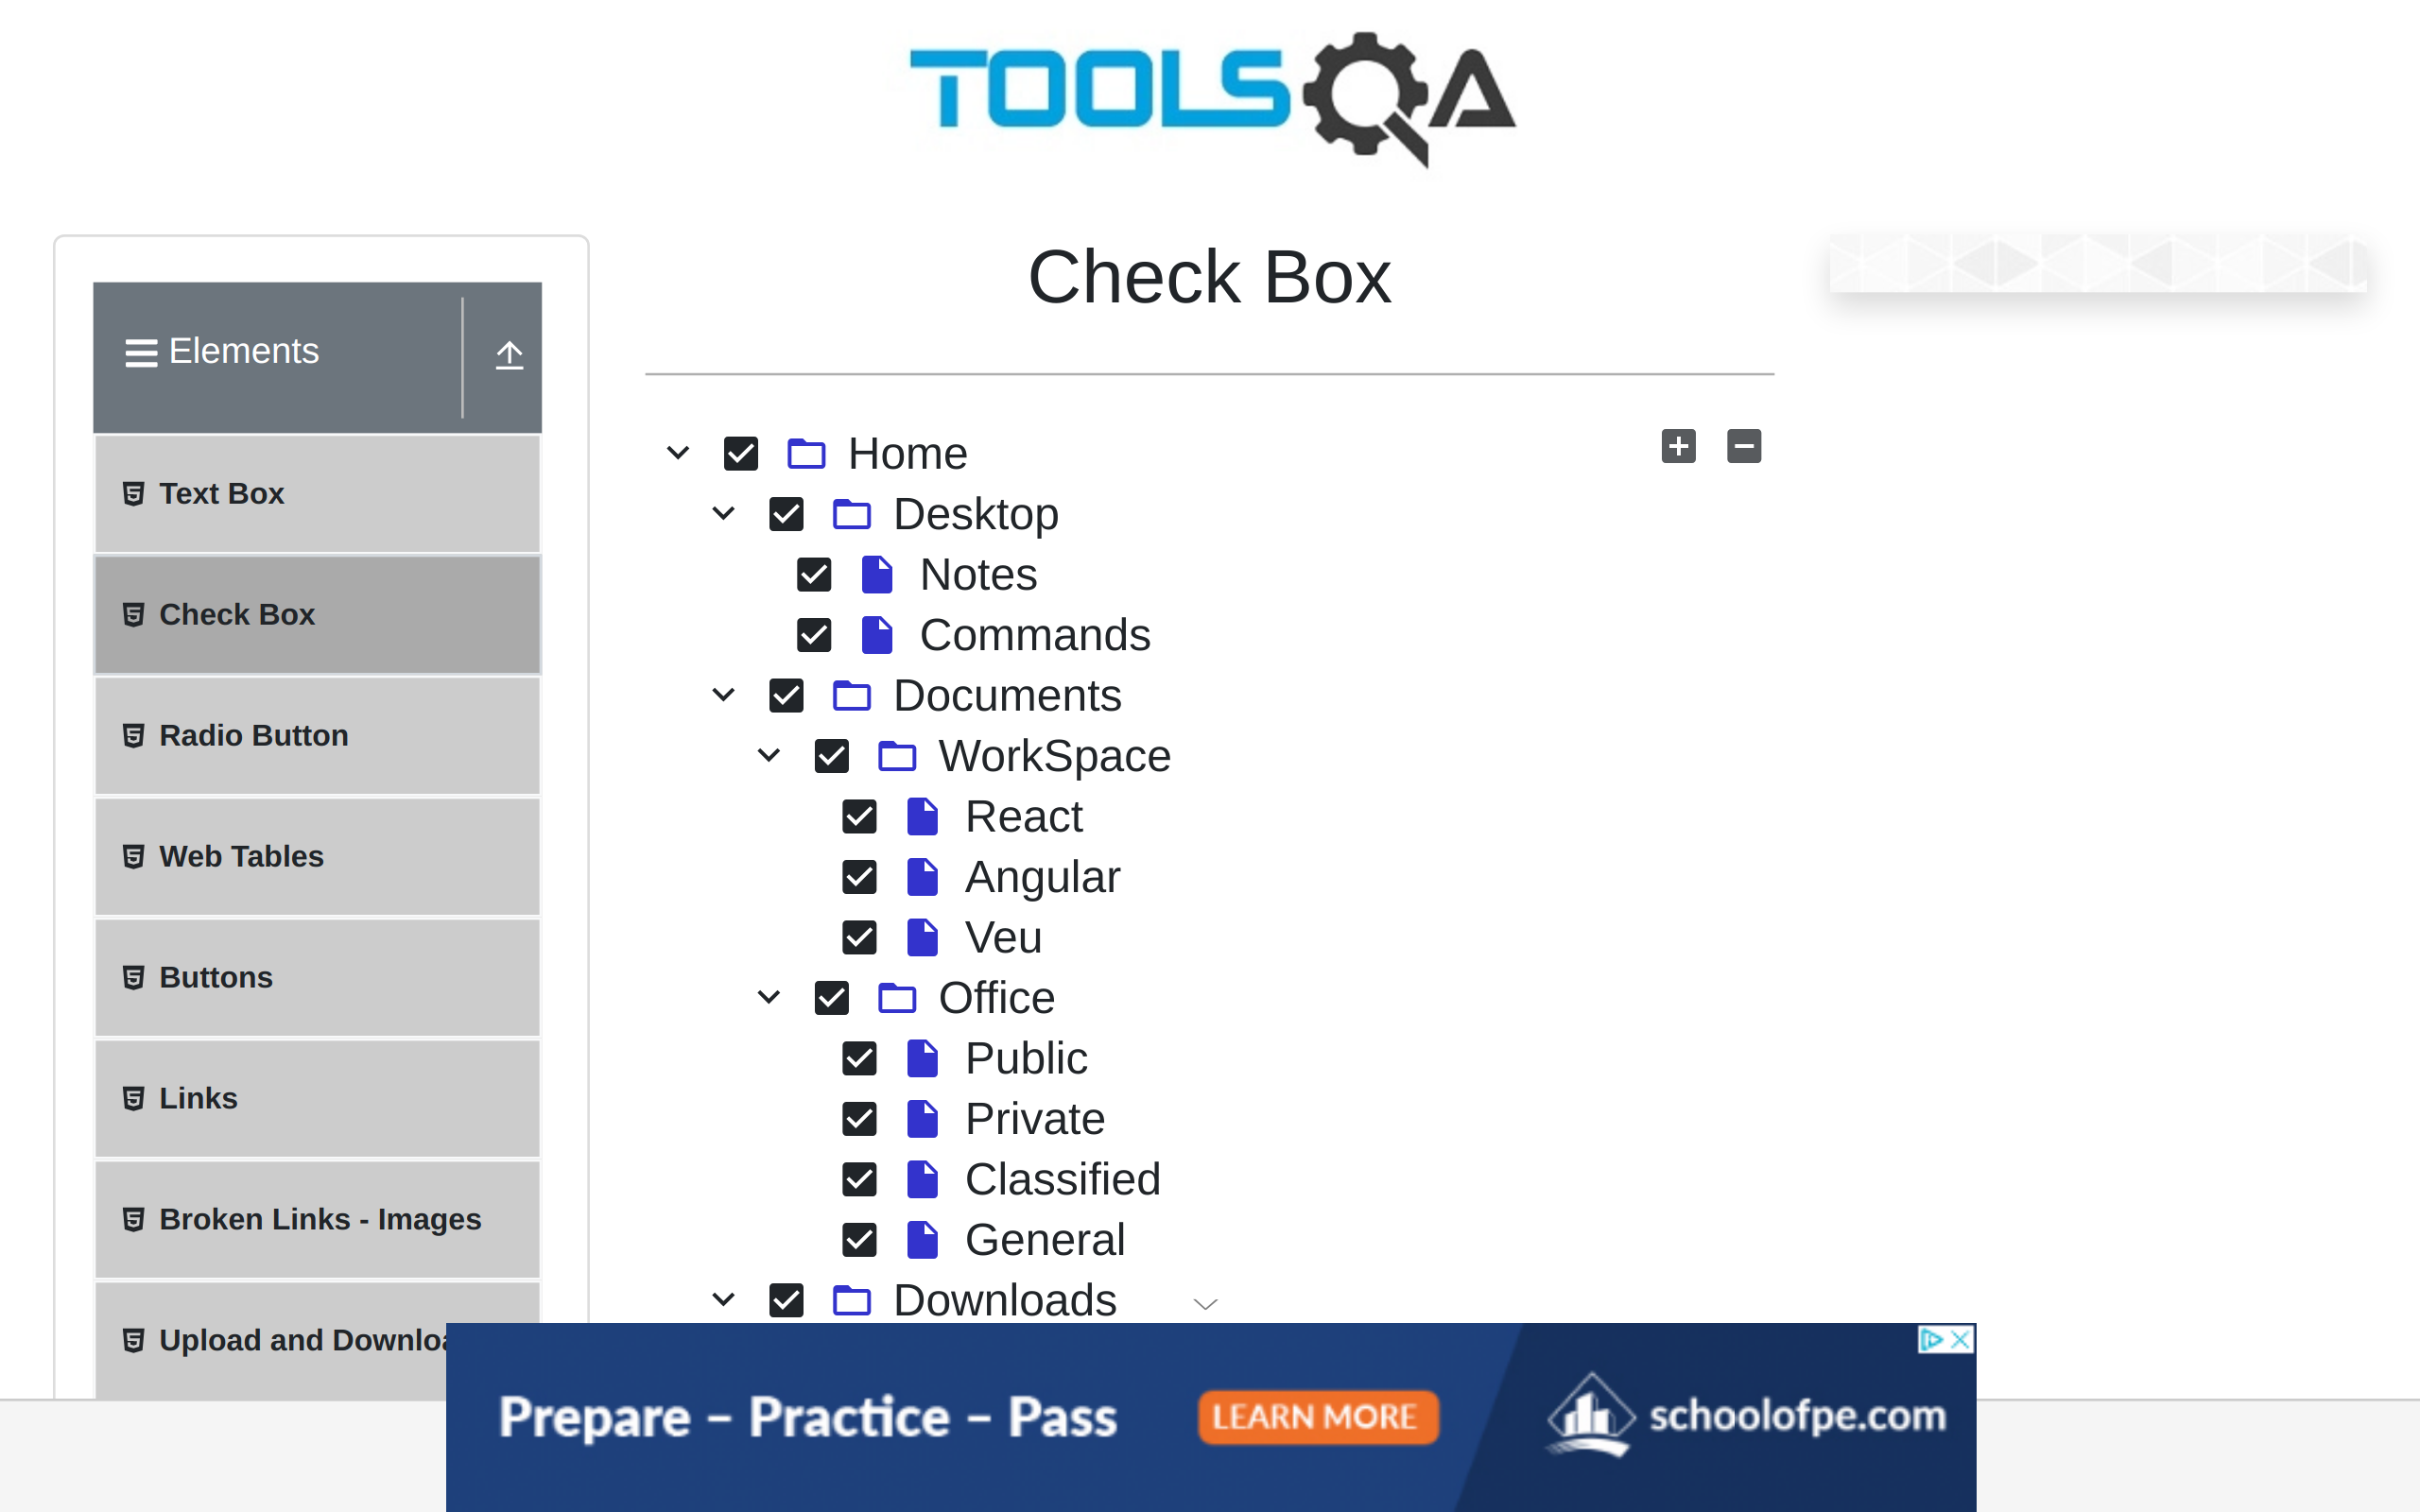 TOOLSQA
Check Box
Elements
Text Box
Check Box
Radio Button
Web Tables
Buttons
Links
Broken Links - Images
Upload and Downloa
Home
Desktop
Notes
Commands
Documents
WorkSpace
React
Angular
Veu
Office
Public
Private
Classified
General
Downloads
Prepare – Practice – Pass
LEARN MORE
schoolofpe.com